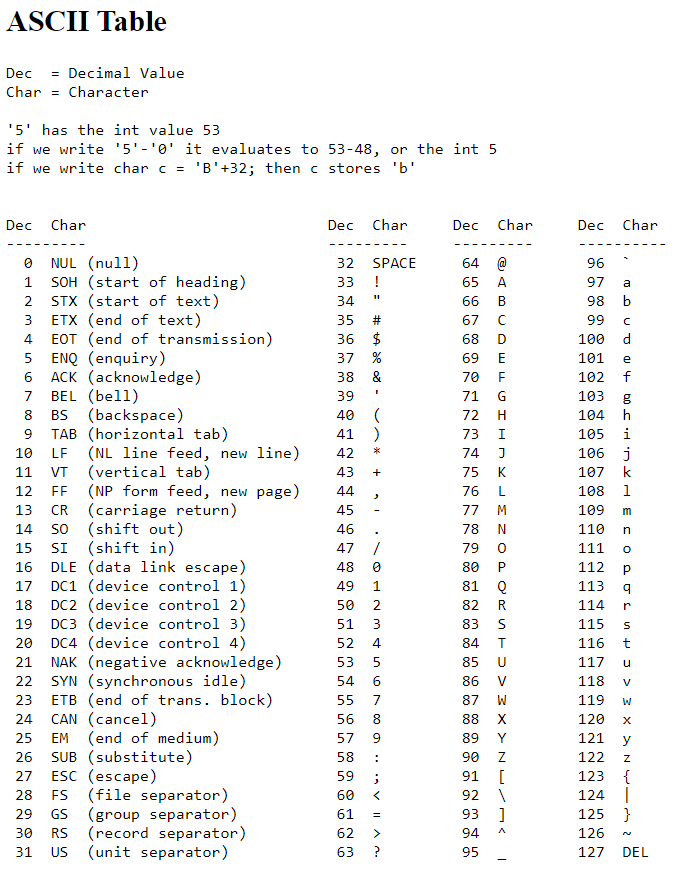 ASCII Table
Dec  = Decimal Value
Char = Character
'5' has the int value 53
if we write '5'-'0' it evaluates to 53-48, or the int 5
if we write char c = 'B'+32; then c stores 'b'
Dec  Char                           Dec  Char     Dec  Char     Dec  Char
---------                           ---------     ---------     ----------
  0  NUL (null)                      32  SPACE     64  @         96  `
  1  SOH (start of heading)          33  !         65  A         97  a
  2  STX (start of text)             34  "         66  B         98  b
  3  ETX (end of text)               35  #         67  C         99  c
  4  EOT (end of transmission)       36  $         68  D        100  d
  5  ENQ (enquiry)                   37  %         69  E        101  e
  6  ACK (acknowledge)               38  &         70  F        102  f
  7  BEL (bell)                      39  '         71  G        103  g
  8  BS  (backspace)                 40  (         72  H        104  h
  9  TAB (horizontal tab)            41  )         73  I        105  i
 10  LF  (NL line feed, new line)    42  *         74  J        106  j
 11  VT  (vertical tab)              43  +         75  K        107  k
 12  FF  (NP form feed, new page)    44  ,         76  L        108  l
 13  CR  (carriage return)           45  -         77  M        109  m
 14  SO  (shift out)                 46  .         78  N        110  n
 15  SI  (shift in)                  47  /         79  O        111  o
 16  DLE (data link escape)          48  0         80  P        112  p
 17  DC1 (device control 1)          49  1         81  Q        113  q
 18  DC2 (device control 2)          50  2         82  R        114  r
 19  DC3 (device control 3)          51  3         83  S        115  s
 20  DC4 (device control 4)          52  4         84  T        116  t
 21  NAK (negative acknowledge)      53  5         85  U        117  u
 22  SYN (synchronous idle)          54  6         86  V        118  v
 23  ETB (end of trans. block)       55  7         87  W        119  w
 24  CAN (cancel)                    56  8         88  X        120  x
 25  EM  (end of medium)             57  9         89  Y        121  y
 26  SUB (substitute)                58  :         90  Z        122  z
 27  ESC (escape)                    59  ;         91  [        123  {
 28  FS  (file separator)            60  <         92  \        124  |
 29  GS  (group separator)           61  =         93  ]        125  }
 30  RS  (record separator)          62  >         94  ^        126  ~
 31  US  (unit separator)            63  ?         95  _        127  DEL